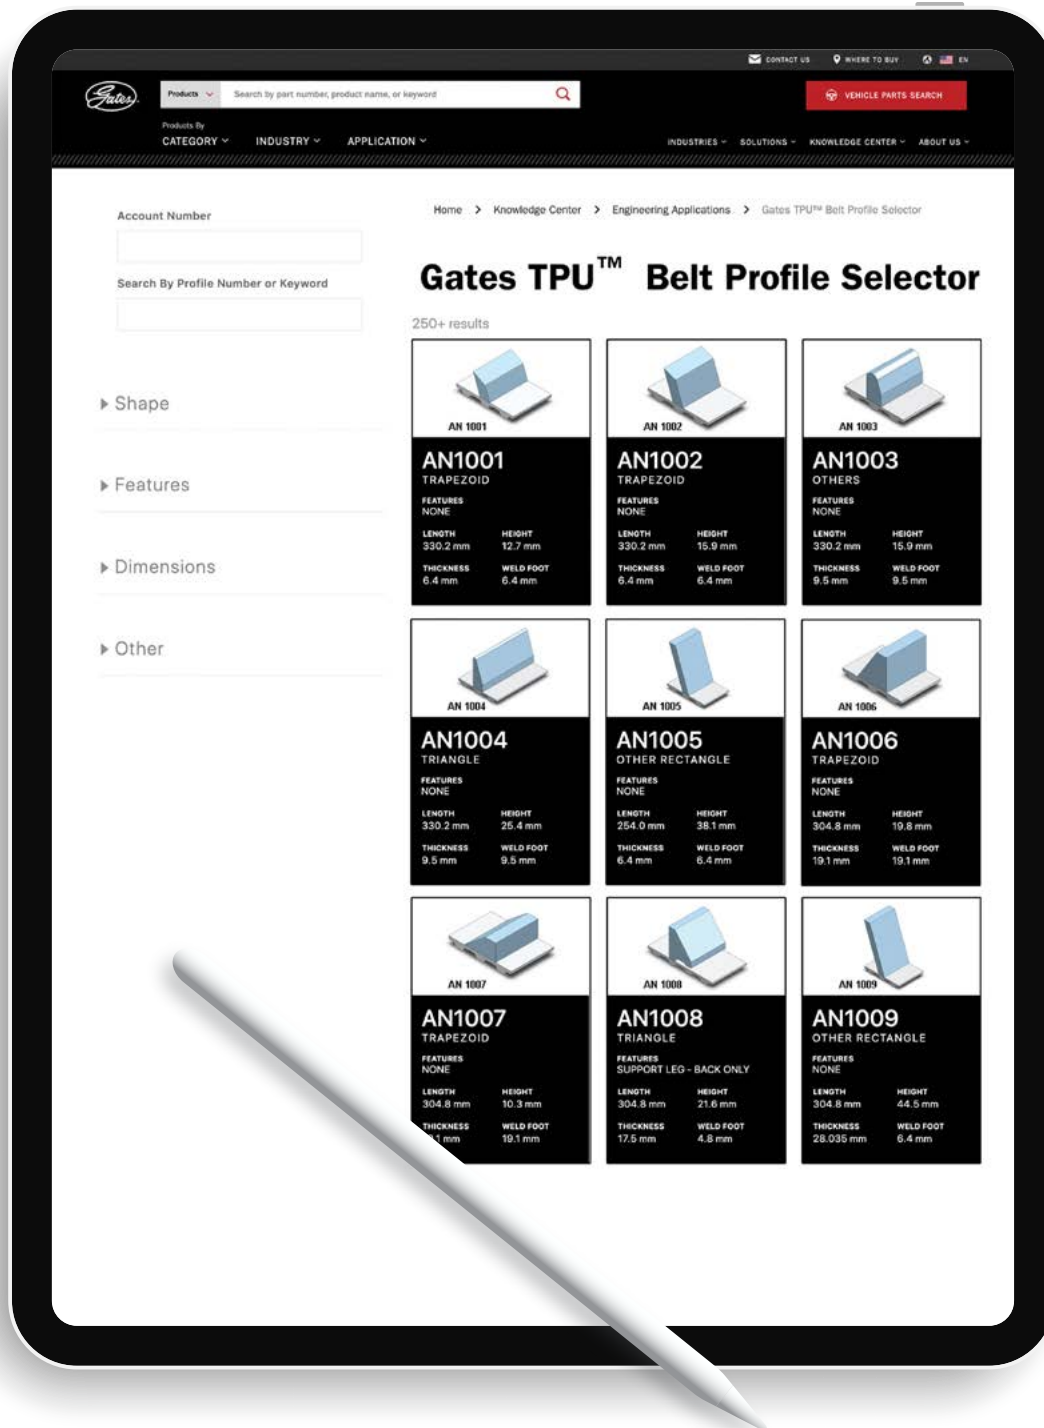 CONTACT US WHERE TO BUY EN
Gates
Products Search by part number, product name, or keyword
VEHICLE PARTS SEARCH
Products By
CATEGORY INDUSTRY APPLICATION
INDUSTRIES SOLUTIONS KNOWLEDGE CENTER ABOUT US
Account Number
Search By Profile Number or Keyword
Shape
Features
Dimensions
Other
Home > Knowledge Center > Engineering Applications > Gates TPU™ Belt Profile Selector
Gates TPU™ Belt Profile Selector
250+ results
AN 1001
AN1001
TRAPEZOID
FEATURES
NONE
LENGTH HEIGHT
330.2 mm 12.7 mm
THICKNESS WELD FOOT
6.4 mm 6.4 mm
AN 1002
AN1002
TRAPEZOID
FEATURES
NONE
LENGTH HEIGHT
330.2 mm 15.9 mm
THICKNESS WELD FOOT
6.4 mm 6.4 mm
AN 1003
AN1003
OTHERS
FEATURES
NONE
LENGTH HEIGHT
330.2 mm 15.9 mm
THICKNESS WELD FOOT
9.5 mm 9.5 mm
AN 1004
AN1004
TRIANGLE
FEATURES
NONE
LENGTH HEIGHT
330.2 mm 25.4 mm
THICKNESS WELD FOOT
9.5 mm 9.5 mm
AN 1005
AN1005
OTHER RECTANGLE
FEATURES
NONE
LENGTH HEIGHT
254.0 mm 38.1 mm
THICKNESS WELD FOOT
6.4 mm 6.4 mm
AN 1006
AN1006
TRAPEZOID
FEATURES
NONE
LENGTH HEIGHT
304.8 mm 19.8 mm
THICKNESS WELD FOOT
19.1 mm 19.1 mm
AN 1007
AN1007
TRAPEZOID
FEATURES
NONE
LENGTH HEIGHT
304.8 mm 10.3 mm
THICKNESS WELD FOOT
mm 19.1 mm
AN 1008
AN1008
TRIANGLE
FEATURES
SUPPORT LEG - BACK ONLY
LENGTH HEIGHT
304.8 mm 21.6 mm
THICKNESS WELD FOOT
17.5 mm 4.8 mm
AN 1009
AN1009
OTHER RECTANGLE
FEATURES
NONE
LENGTH HEIGHT
304.8 mm 44.5 mm
THICKNESS WELD FOOT
28.035 mm 6.4 mm